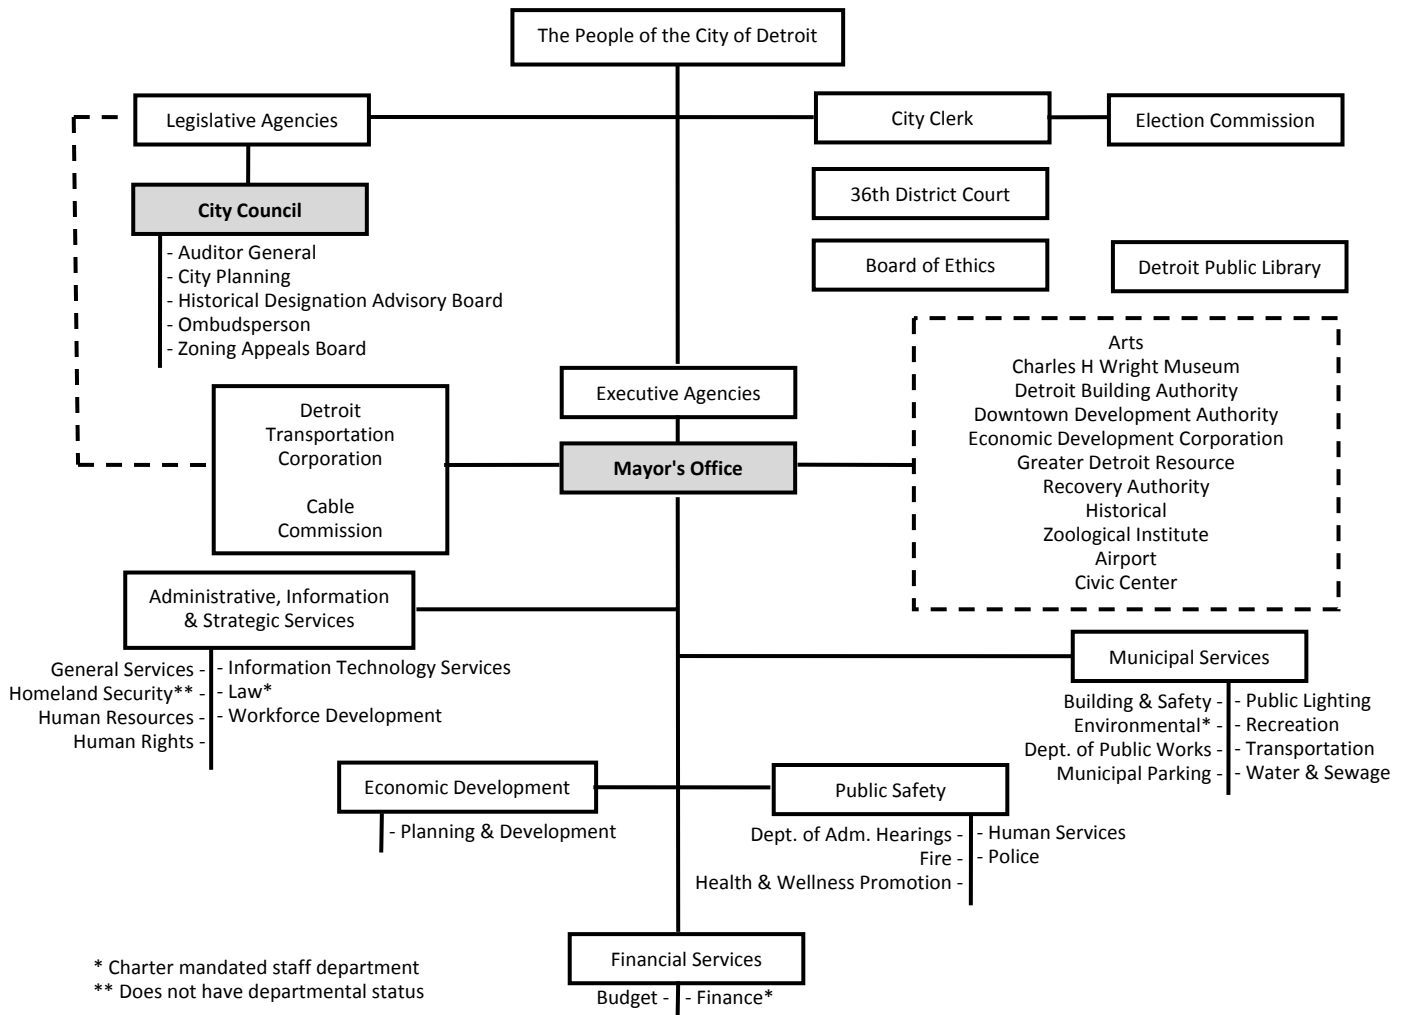 The People of the City of Detroit
Legislative Agencies
City Clerk
Election Commission
City Council
- Auditor General
- City Planning
- Historical Designation Advisory Board
- Ombudsperson
- Zoning Appeals Board
36th District Court
Board of Ethics
Detroit Public Library
Executive Agencies
Mayor's Office
Detroit
Transportation
Corporation
Cable
Commission
Arts
Charles H Wright Museum
Detroit Building Authority
Downtown Development Authority
Economic Development Corporation
Greater Detroit Resource
Recovery Authority
Historical
Zoological Institute
Airport
Civic Center
Administrative, Information
& Strategic Services
General Services -
Homeland Security** -
Human Resources -
Human Rights -
- Information Technology Services
- Law*
- Workforce Development
Municipal Services
Building & Safety -
Environmental* -
Dept. of Public Works -
Municipal Parking -
- Public Lighting
- Recreation
- Transportation
- Water & Sewage
Economic Development
- Planning & Development
Public Safety
Dept. of Adm. Hearings -
Fire -
Health & Wellness Promotion -
- Human Services
- Police
Financial Services
Budget -
- Finance*
* Charter mandated staff department
** Does not have departmental status